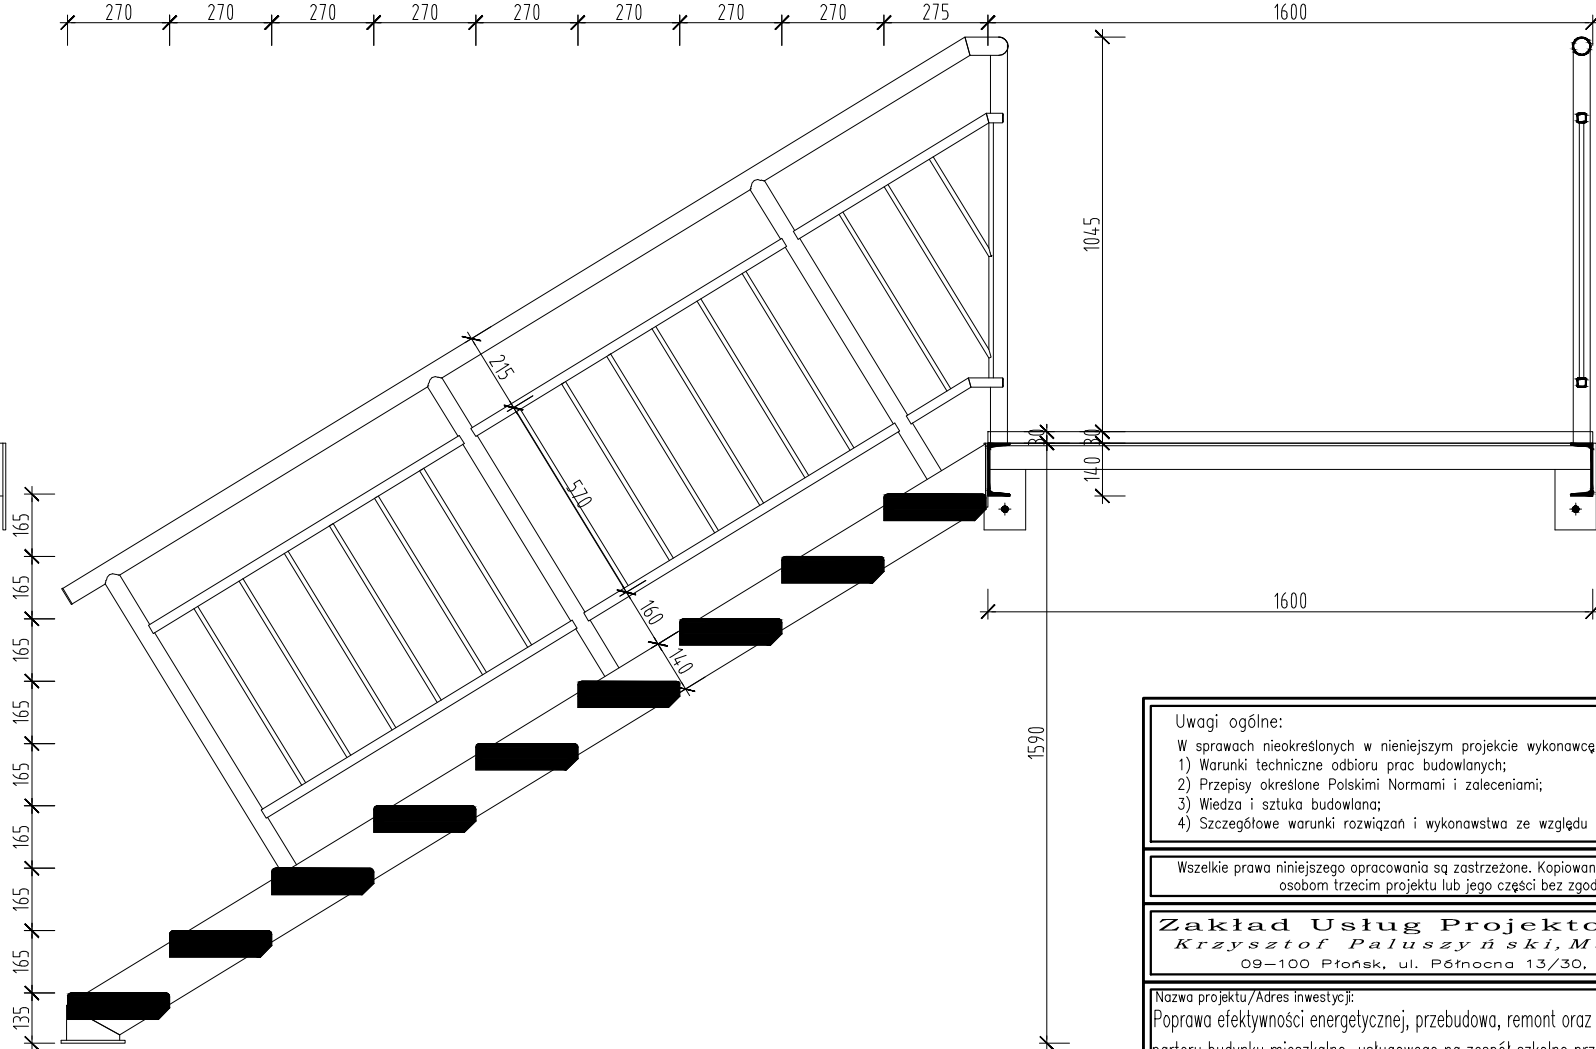 270 270 270 270 270 270 270 270 275 1600
1045
215
570
160
140
30
30
140
1600
1590
165
165
165
165
165
165
165
165
135
Uwagi ogólne:
W sprawach nieokreślonych w nieniejszym projekcie wykonawcę
1) Warunki techniczne odbioru prac budowlanych;
2) Przepisy określone Polskimi Normami i zaleceniami;
3) Wiedza i sztuka budowlana;
4) Szczegółowe warunki rozwiązań i wykonawstwa ze względu
Wszelkie prawa niniejszego opracowania są zastrzeżone. Kopiowan
osobom trzecim projektu lub jego części bez zgod
Zakład Usług Projekto
Krzysztof Paluszyński, M
09-100 Płońsk, ul. Północna 13/30,
Nazwa projektu/Adres inwestycji:
Poprawa efektywności energetycznej, przebudowa, remont oraz